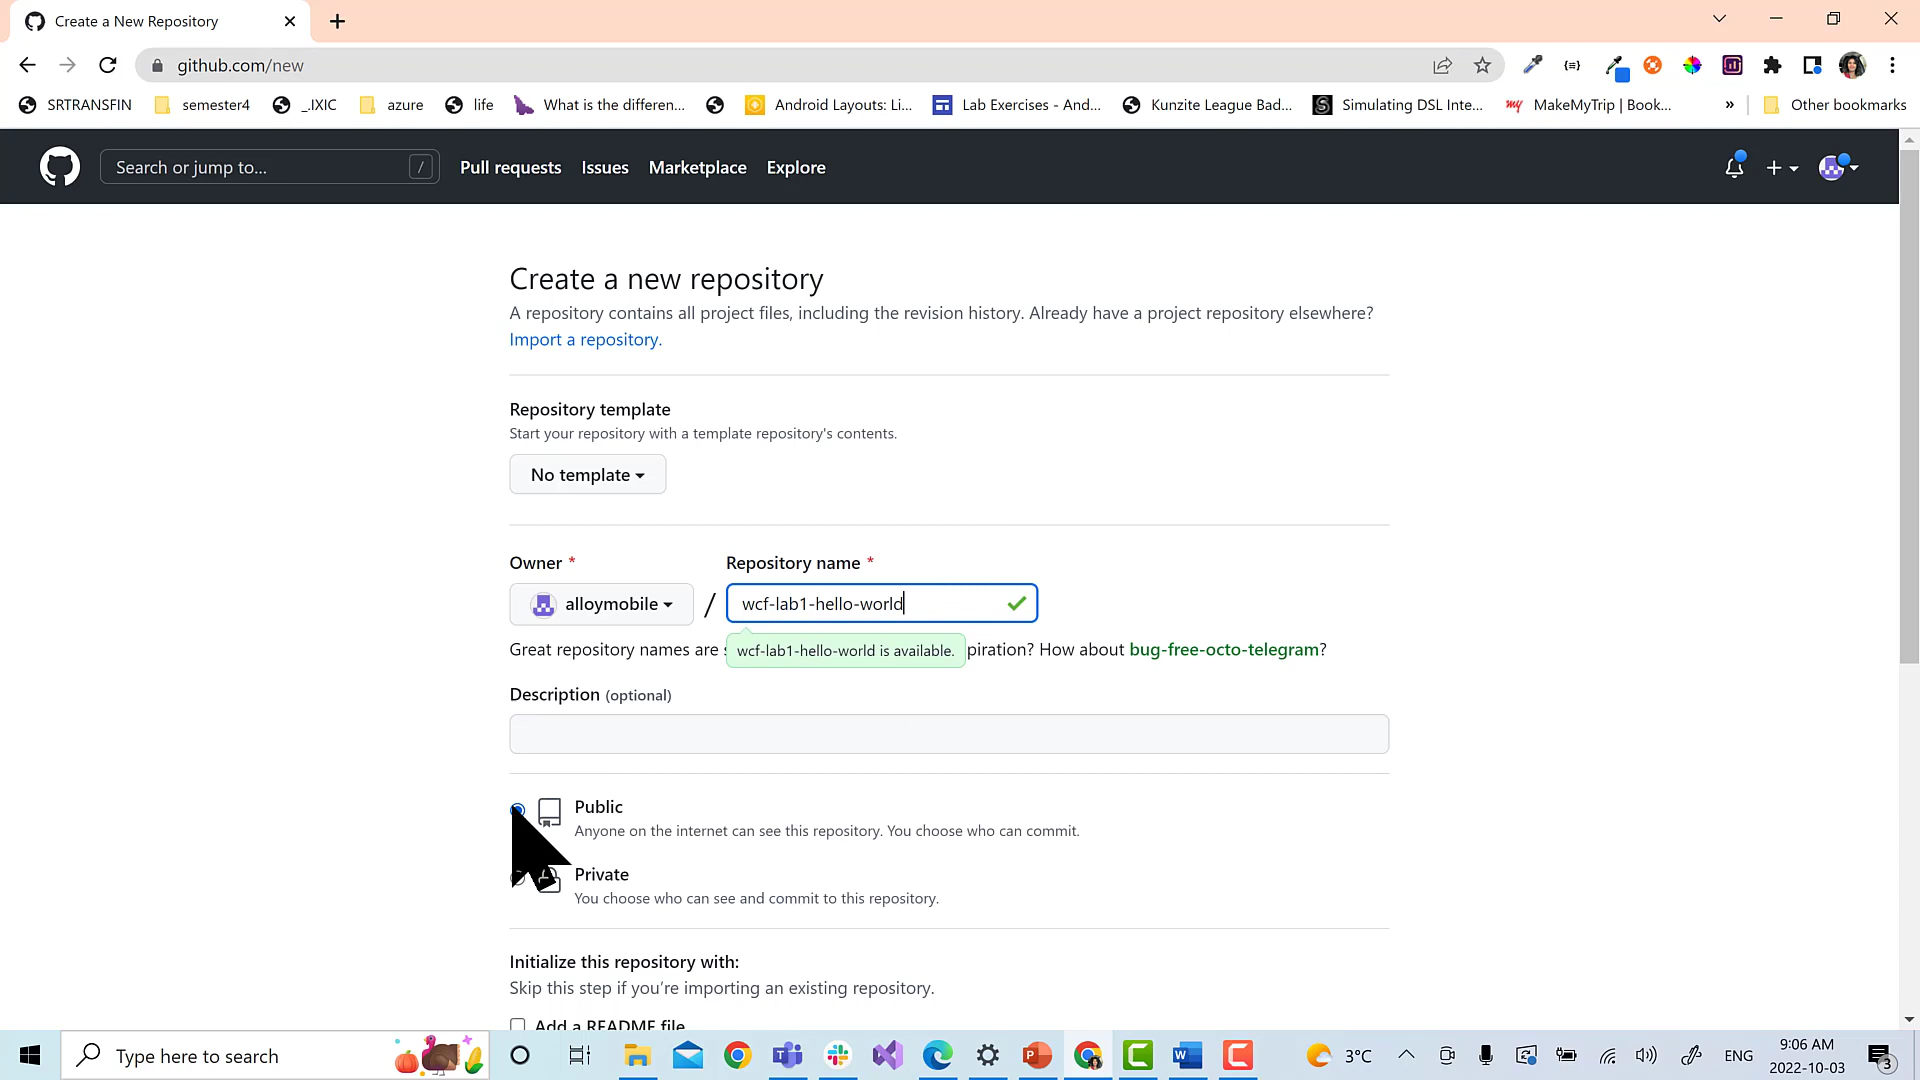 Create a New Repository
github.com/new
SRTRANSFIN semester4 _.IXIC azure life What is the differen... Android Layouts: Li... Lab Exercises - And... Kunzite League Bad... Simulating DSL Inte... my MakeMyTrip | Book... » Other bookmarks
Search or jump to... / Pull requests Issues Marketplace Explore
Create a new repository
A repository contains all project files, including the revision history. Already have a project repository elsewhere?
Import a repository.
Repository template
Start your repository with a template repository's contents.
No template
Owner * Repository name *
alloymobile / wcf-lab1-hello-world
Great repository names are wcf-lab1-hello-world is available. piration? How about bug-free-octo-telegram?
Description (optional)
Public
Anyone on the internet can see this repository. You choose who can commit.
Private
You choose who can see and commit to this repository.
Initialize this repository with:
Skip this step if you're importing an existing repository.
Add a README file
Type here to search 3°C ENG 9:06 AM
2022-10-03 3